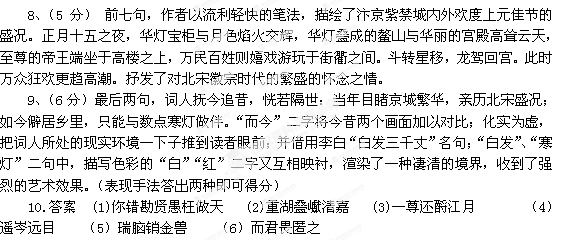 8、（5 分） 前七句，作者以流利轻快的笔法，描绘了汴京紫禁城内外欢度上元佳节的
盛况。正月十五之夜，华灯宝柜与月色焰火交辉，华灯叠成的鳌山与华丽的宫殿高耸云天，
至尊的帝王端坐于高楼之上，万民百姓则嬉戏游玩于街衢之间。斗转星移，龙驾回宫。此时
万众狂欢更趋高潮。抒发了对北宋徽宗时代的繁盛的怀念之情。
9、（6 分）最后两句，词人抚今追昔，恍若隔世：当年目睹京城繁华，亲历北宋盛况；
如今僻居乡里，只能与数点寒灯做伴。“而今”二字将今昔两个画面加以对比；化实为虚，
把词人所处的现实环境一下子推到读者眼前；并借用李白“白发三千丈”名句；“白发”、“寒
灯”二句中，描写色彩的“白”“红”二字又互相映衬，渲染了一种凄清的境界，收到了强
烈的艺术效果。（表现手法答出两种即可得分）
10．答案 （1)你错勘贤愚枉做天 （2)重湖叠巘清嘉 （3)一尊还酹江月 （4）
遥岑远目 （5）瑞脑销金兽 （6）而君畏匿之